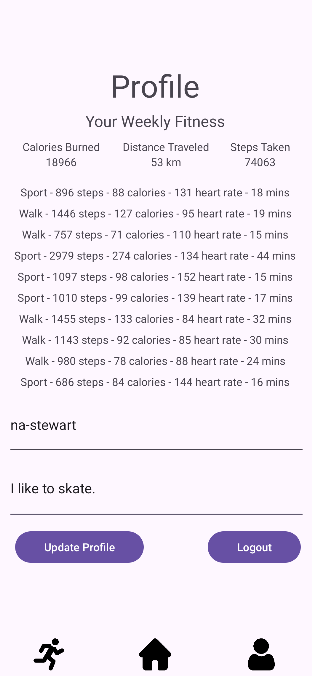 Profile
Your Weekly Fitness
Calories Burned Distance Traveled Steps Taken
18966 53 km 74063
Sport - 896 steps - 88 calories - 131 heart rate - 18 mins
Walk - 1446 steps - 127 calories - 95 heart rate - 19 mins
Walk - 757 steps - 71 calories - 110 heart rate - 15 mins
Sport - 2979 steps - 274 calories - 134 heart rate - 44 mins
Sport - 1097 steps - 98 calories - 152 heart rate - 15 mins
Sport - 1010 steps - 99 calories - 139 heart rate - 17 mins
Walk - 1455 steps - 133 calories - 84 heart rate - 32 mins
Walk - 1143 steps - 92 calories - 85 heart rate - 30 mins
Walk - 980 steps - 78 calories - 88 heart rate - 24 mins
Sport - 686 steps - 84 calories - 144 heart rate - 16 mins
na-stewart
I like to skate.
Update Profile Logout